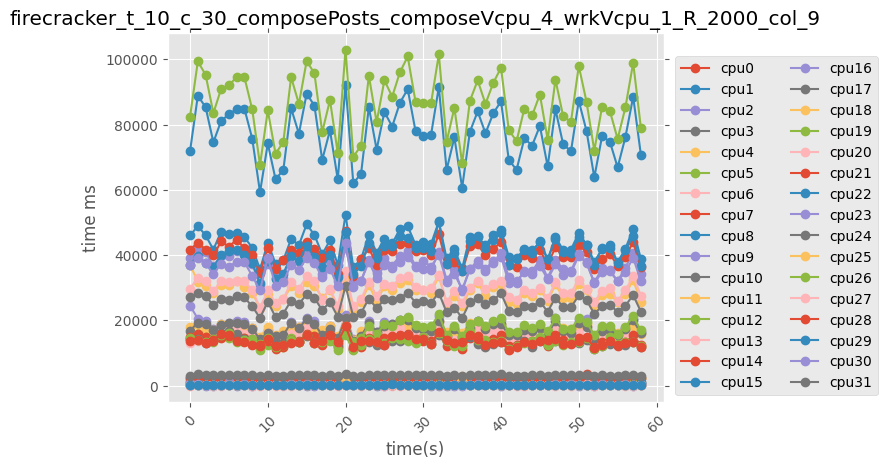 firecracker_t_10_c_30_composePosts_composeVcpu_4_wrkVcpu_1_R_2000_col_9
time ms
100000
80000
60000
40000
20000
0
0
10
20
30
40
50
60
time(s)
cpu0
cpu1
cpu2
cpu3
cpu4
cpu5
cpu6
cpu7
cpu8
cpu9
cpu10
cpu11
cpu12
cpu13
cpu14
cpu15
cpu16
cpu17
cpu18
cpu19
cpu20
cpu21
cpu22
cpu23
cpu24
cpu25
cpu26
cpu27
cpu28
cpu29
cpu30
cpu31